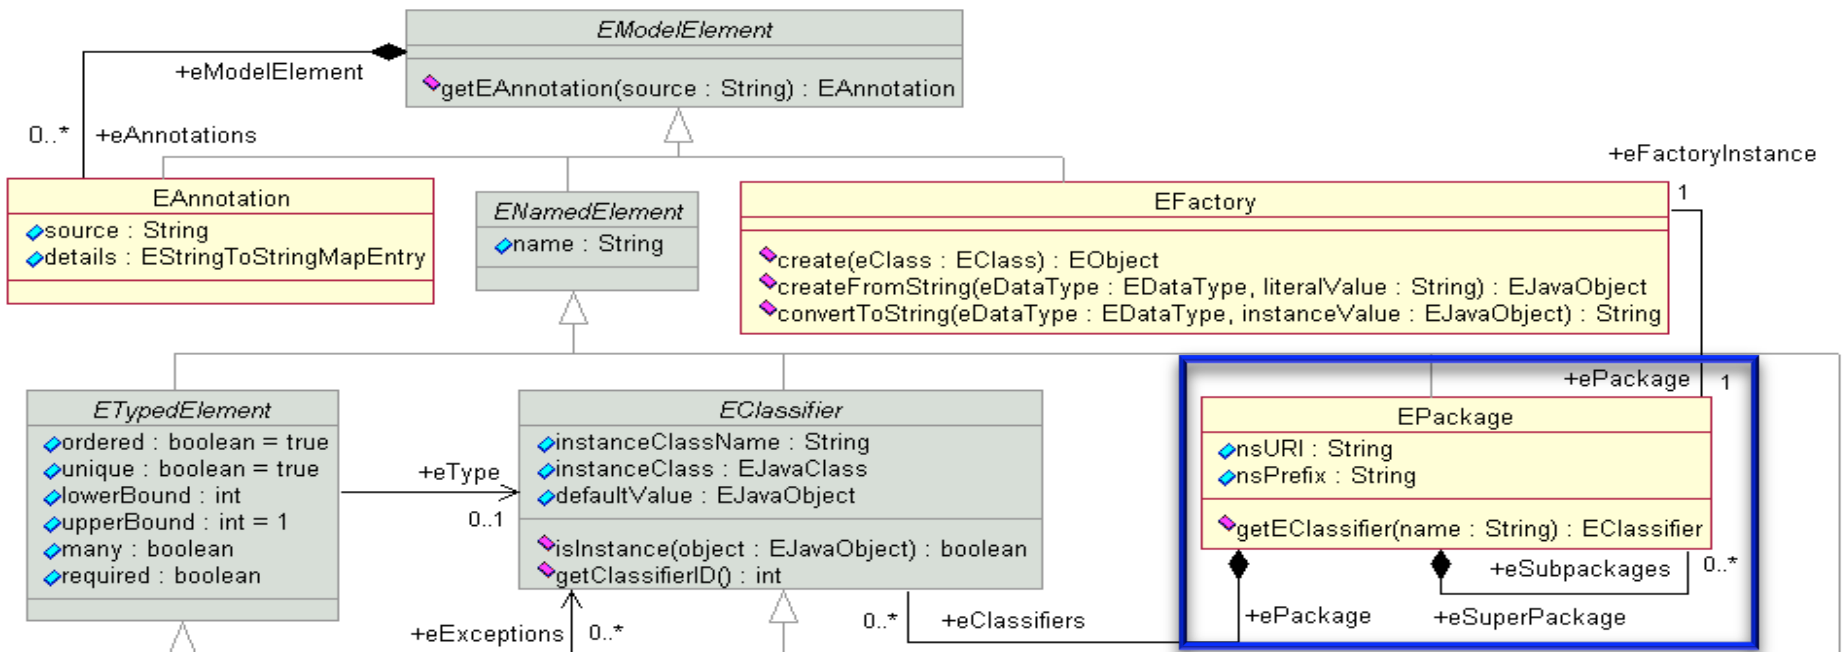 EModelElement
getEAnnotation(source : String) : EAnnotation
+eModelElement
0..*
+eAnnotations
EAnnotation
source : String
details : EStringToStringMapEntry
ENamedElement
name : String
+eFactoryInstance
1
EFactory
create(eClass : EClass) : EObject
createFromString(eDataType : EDataType, literalValue : String) : EJavaObject
convertToString(eDataType : EDataType, instanceValue : EJavaObject) : String
ETypedElement
ordered : boolean = true
unique : boolean = true
lowerBound : int
upperBound : int = 1
many : boolean
required : boolean
+eType
0..1
EClassifier
instanceClassName : String
instanceClass : EJavaClass
defaultValue : EJavaObject
isInstance(object : EJavaObject) : boolean
getClassifierID() : int
+eExceptions
0..*
0..*
+eClassifiers
+ePackage
1
EPackage
nsURI : String
nsPrefix : String
getEClassifier(name : String) : EClassifier
+eSubpackages
0..*
+ePackage
+eSuperPackage